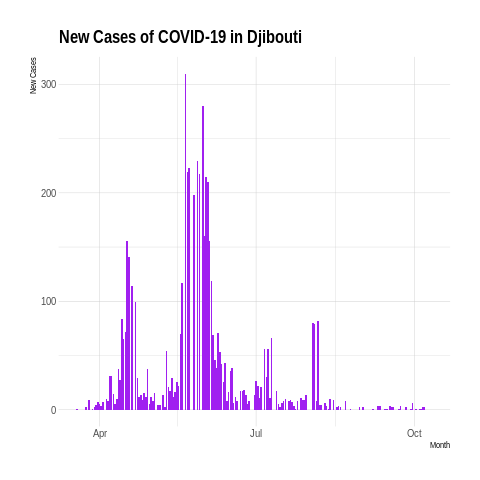 New Cases of COVID-19 in Djibouti
New Cases
300
200
100
0
Apr
Jul
Oct
Month